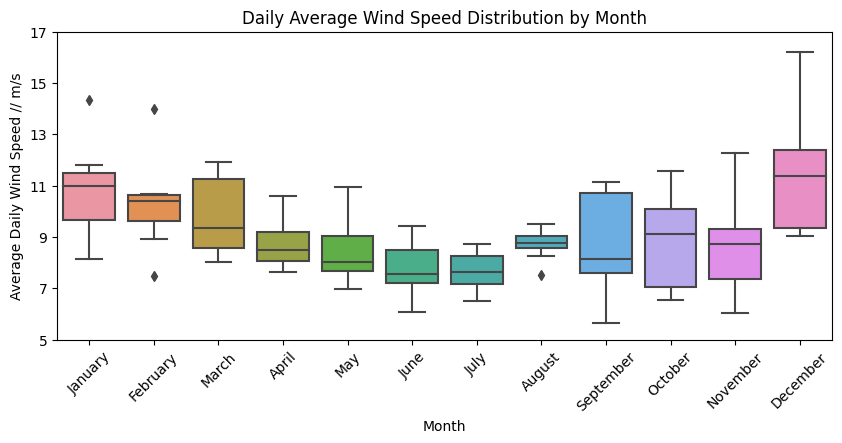 Daily Average Wind Speed Distribution by Month
Average Daily Wind Speed // m/s
17
15
13
11
9
7
5
January
February
March
April
May
June
July
August
September
October
November
December
Month